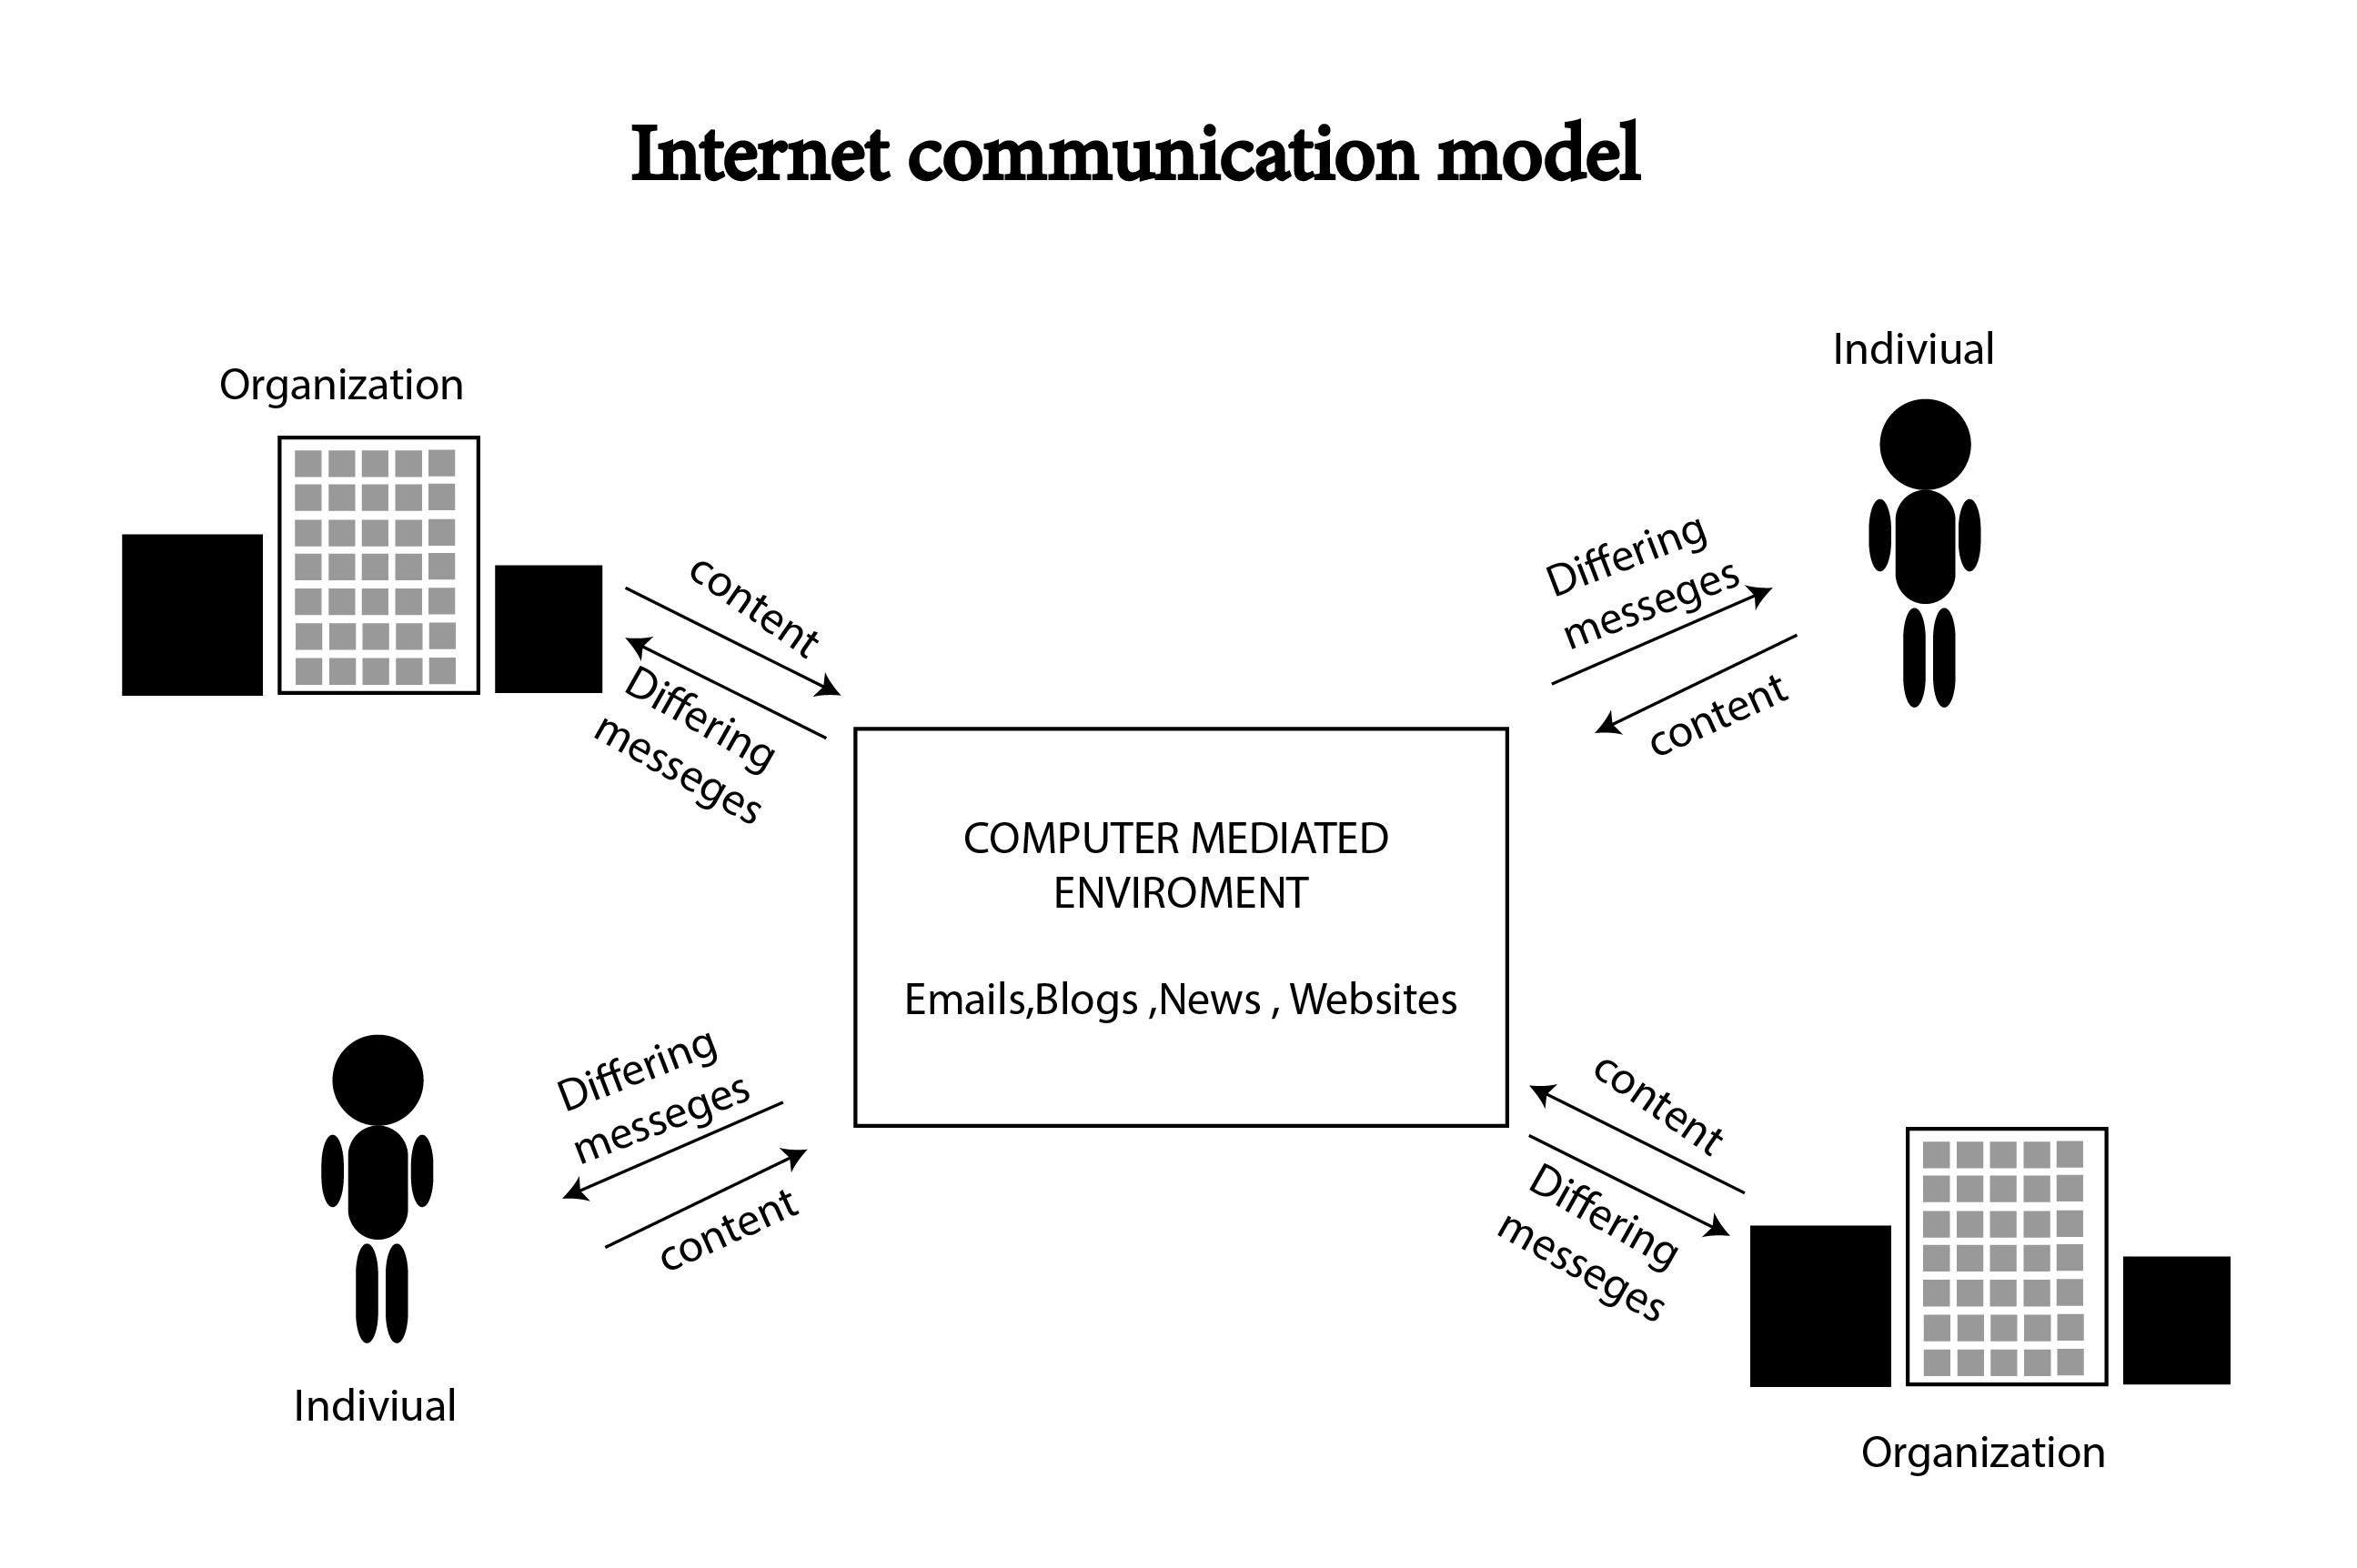 Internet communication model
Organization
Indiviual
content
Differing
messeges
Differing
messeges
content
COMPUTER MEDIATED
ENVIROMENT
Emails,Blogs ,News , Websites
Differing
messeges
content
content
Differing
messeges
Indiviual
Organization